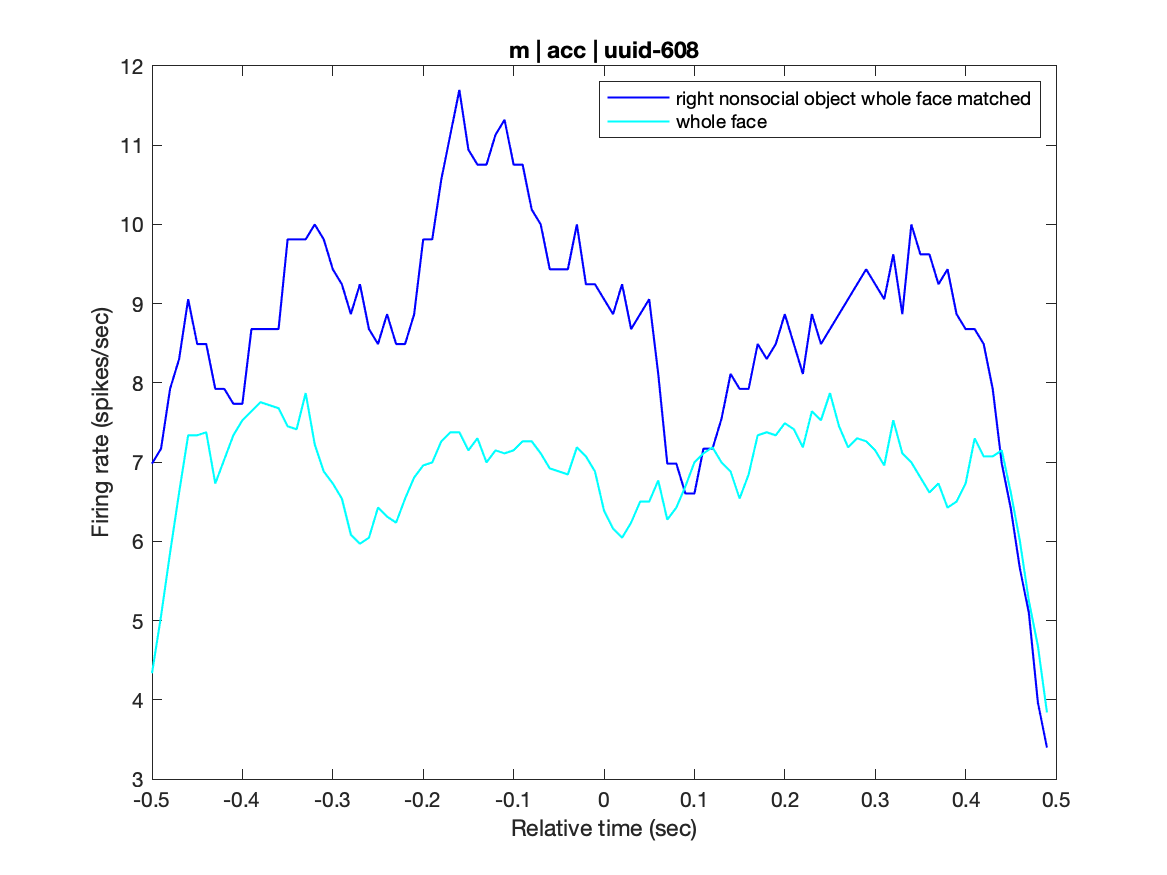 m | acc | uuid-608
right nonsocial object whole face matched
whole face
Firing rate (spikes/sec)
12
11
10
9
8
7
6
5
4
3
-0.5 -0.4 -0.3 -0.2 -0.1 0 0.1 0.2 0.3 0.4 0.5
Relative time (sec)